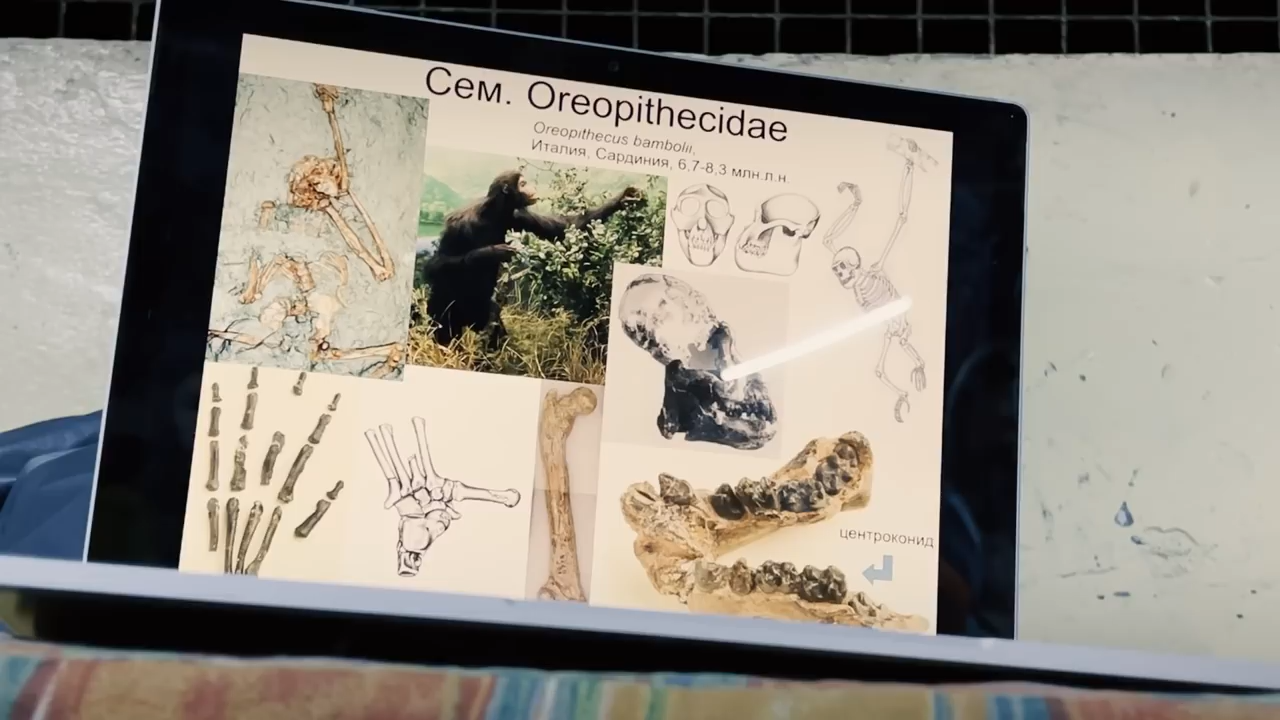 Сем. Oreopithecidae
Oreopithecus bambolii,
Италия, Сардиния, 6,7-8,3 млн.л.н.
центроконид